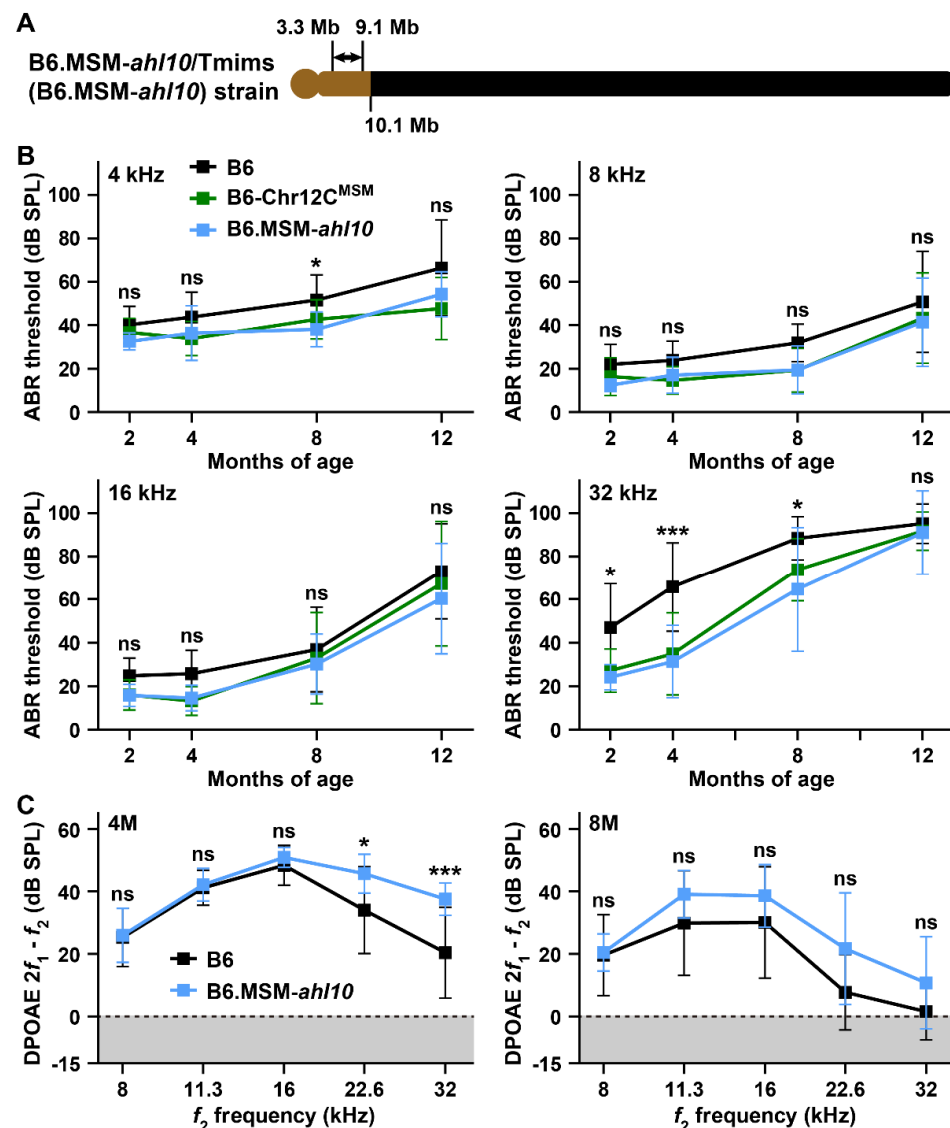 A
3.3 Mb 9.1 Mb
B6.MSM-ahl10/Tmims
(B6.MSM-ahl10) strain
10.1 Mb
B
4 kHz
B6
B6-Chr12C^MSM
B6.MSM-ahl10
ABR threshold (dB SPL)
100
80
60
40
20
0
ns
ns
*
ns
2 4 8 12
Months of age
8 kHz
ABR threshold (dB SPL)
100
80
60
40
20
0
ns
ns
ns
ns
2 4 8 12
Months of age
16 kHz
ABR threshold (dB SPL)
100
80
60
40
20
0
ns
ns
ns
ns
2 4 8 12
Months of age
32 kHz
ABR threshold (dB SPL)
100
80
60
40
20
0
*
***
*
ns
2 4 8 12
Months of age
C
4M
DPOAE 2f1 - f2 (dB SPL)
60
40
20
0
-15
ns
ns
ns
*
***
B6
B6.MSM-ahl10
8 11.3 16 22.6 32
f2 frequency (kHz)
8M
DPOAE 2f1 - f2 (dB SPL)
60
40
20
0
-15
ns
ns
ns
ns
ns
8 11.3 16 22.6 32
f2 frequency (kHz)